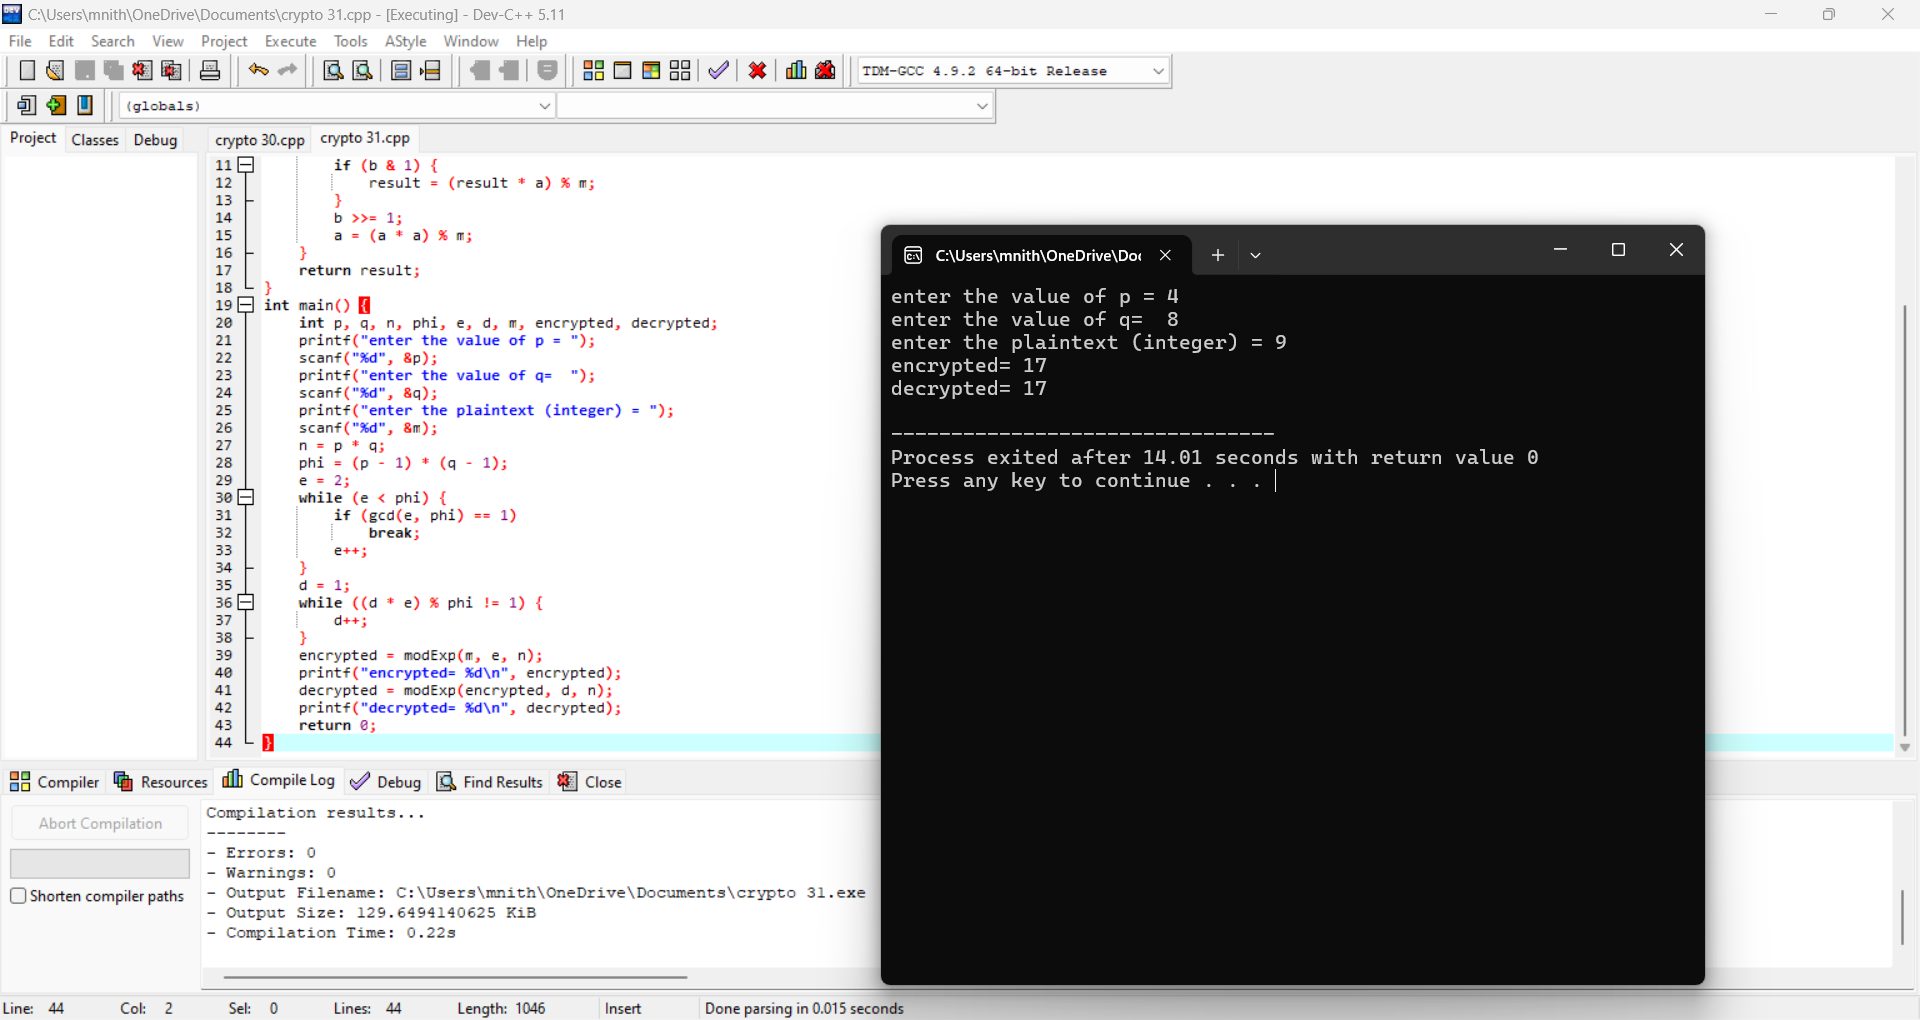 C:\Users\mnith\OneDrive\Documents\crypto 31.cpp - [Executing] - Dev-C++ 5.11
File Edit Search View Project Execute Tools AStyle Window Help
TDM-GCC 4.9.2 64-bit Release
(globals)
Project Classes Debug
crypto 30.cpp crypto 31.cpp
11 if (b & 1) {
12 result = (result * a) % m;
13 }
14 b >>= 1;
15 a = (a * a) % m;
16 }
17 return result;
18 }
19 int main() {
20 int p, q, n, phi, e, d, m, encrypted, decrypted;
21 printf("enter the value of p = ");
22 scanf("%d", &p);
23 printf("enter the value of q=  ");
24 scanf("%d", &q);
25 printf("enter the plaintext (integer) = ");
26 scanf("%d", &m);
27 n = p * q;
28 phi = (p - 1) * (q - 1);
29 e = 2;
30 while (e < phi) {
31 if (gcd(e, phi) == 1)
32 break;
33 e++;
34 }
35 d = 1;
36 while ((d * e) % phi != 1) {
37 d++;
38 }
39 encrypted = modExp(m, e, n);
40 printf("encrypted= %d\n", encrypted);
41 decrypted = modExp(encrypted, d, n);
42 printf("decrypted= %d\n", decrypted);
43 return 0;
44 }
C:\Users\mnith\OneDrive\Doc
enter the value of p = 4
enter the value of q=  8
enter the plaintext (integer) = 9
encrypted= 17
decrypted= 17
--------------------------------
Process exited after 14.01 seconds with return value 0
Press any key to continue . . .
Compiler Resources Compile Log Debug Find Results Close
Abort Compilation
Shorten compiler paths
Compilation results...
--------
- Errors: 0
- Warnings: 0
- Output Filename: C:\Users\mnith\OneDrive\Documents\crypto 31.exe
- Output Size: 129.6494140625 KiB
- Compilation Time: 0.22s
Line: 44 Col: 2 Sel: 0 Lines: 44 Length: 1046 Insert Done parsing in 0.015 seconds